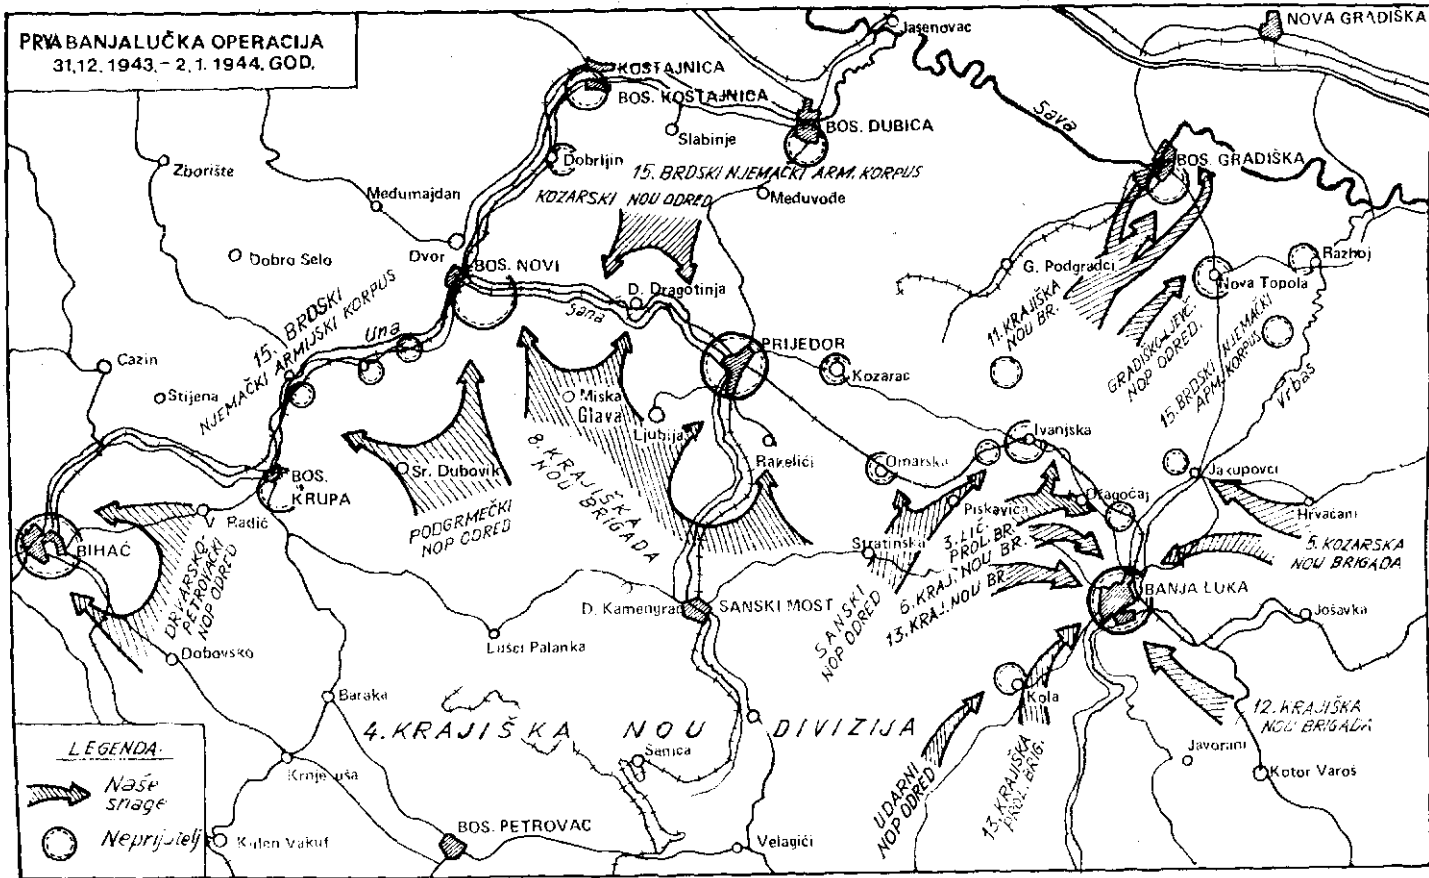 PRVA BANJALUČKA OPERACIJA
31.12.1943.-2.1.1944. GOD.
Jasenovac
NOVA GRADIŠKA
KOSTAJNICA
BOS. KOSTAJNICA
Slabinje
BOS. DUBICA
Sava
BOS. GRADIŠKA
Zborište
Dobrljin
15. BRDSKI NJEMAČKI ARM. KORPUS
KOZARSKI NOU ODRED
Međuvođe
Međumajdan
Dobro Selo
Dvor
BOS. NOVI
D. Dragotinja
Sana
G. Podgradci
Razboj
Nova Topola
11. KRAJIŠKA
NOU BR.
GRADIŠKO-LJEVČ.
NOP ODRED.
15. BRDSKI NJEMAČKI
ARM. KORPUS
Vrbas
15. BRDSKI
NJEMAČKI ARMIJSKI KORPUS
Una
Cazin
Stijena
PRIJEDOR
Kozarac
Miska
Glava
Ljubija
Rakelići
8. KRAJIŠKA
NOU BRIGADA
Omarska
Ivanjska
Piskavica
Dragočaj
Jakupovci
Hrvaćani
Sr. Dubovik
BOS.
KRUPA
PODGRMEČKI
NOP ODRED
V. Radić
BIHAĆ
DRVARSKO-
PETROVAČKI
NOP ODRED
Stratinska
SANSKI
NOP ODRED
3. LIČ.
PROL. BR.
6. KRAJ. NOU BR.
13. KRAJ. NOU BR.
5. KOZARSKA
NOU BRIGADA
BANJA LUKA
Jošavka
D. Kamengrad
SANSKI MOST
Lušci Palanka
Dobovsko
Baraka
4. KRAJIŠKA NOU DIVIZIJA
Kola
12. KRAJIŠKA
NOU BRIGADA
Javorani
Kotor Varoš
UDARNI
NOP ODRED
13. KRAJIŠKA
PROL. BRIG.
Sanica
Krnjeuša
BOS. PETROVAC
Velagići
Kulen Vakuf
LEGENDA:
Naše
snage
Neprijatelj